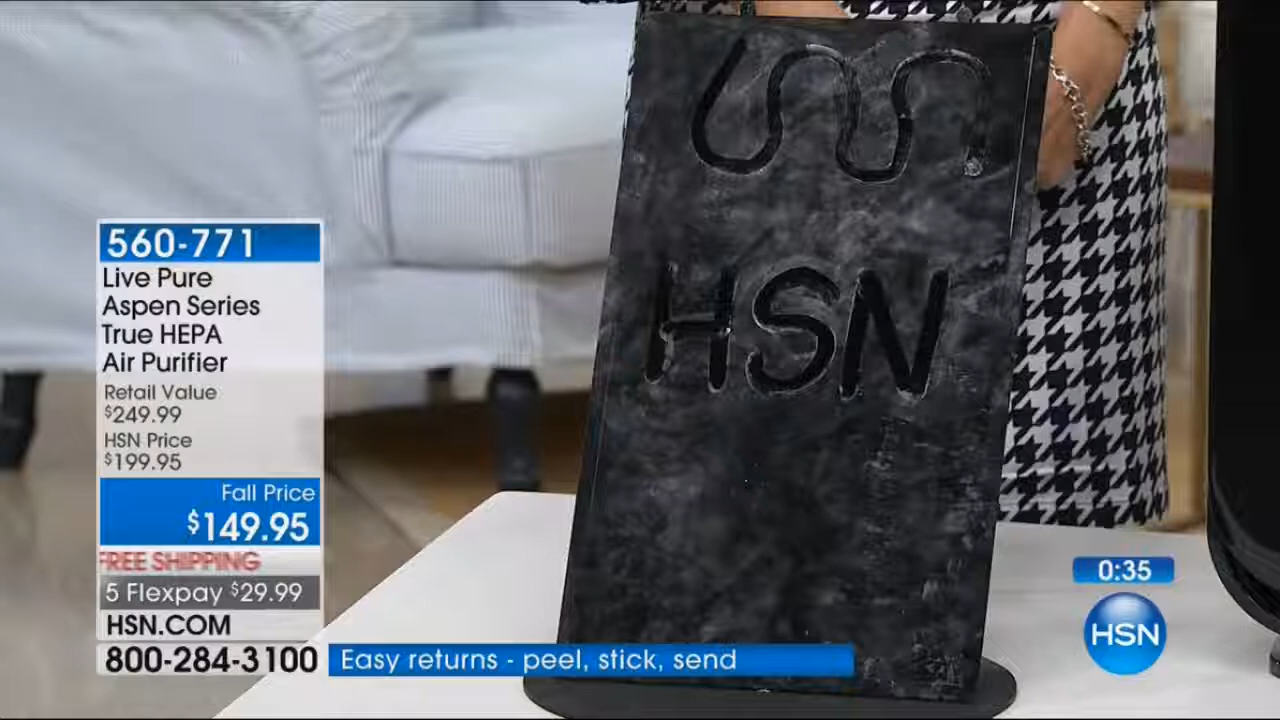 HSN
560-771
Live Pure
Aspen Series
True HEPA
Air Purifier
Retail Value
$249.99
HSN Price
$199.95
Fall Price
$149.95
FREE SHIPPING
5 Flexpay $29.99
HSN.COM
800-284-3100
Easy returns - peel, stick, send
0:35
HSN